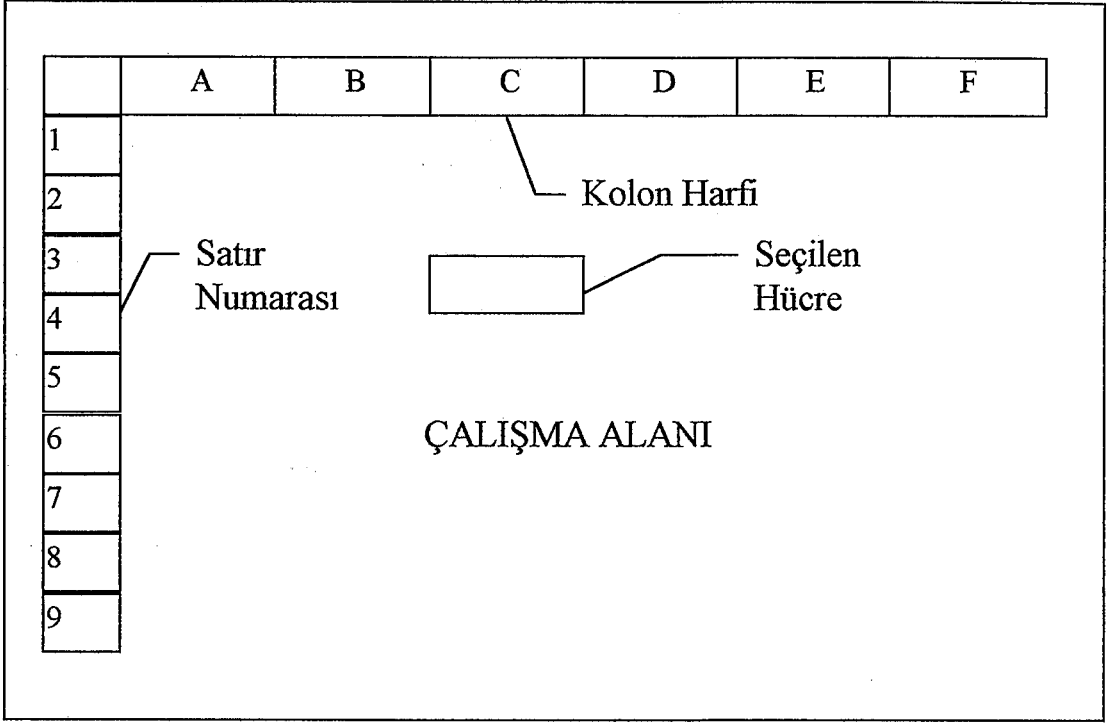 A B C D E F
1
2
Kolon Harfi
3
Satır
Numarası
Seçilen
Hücre
4
5
6
ÇALIŞMA ALANI
7
8
9